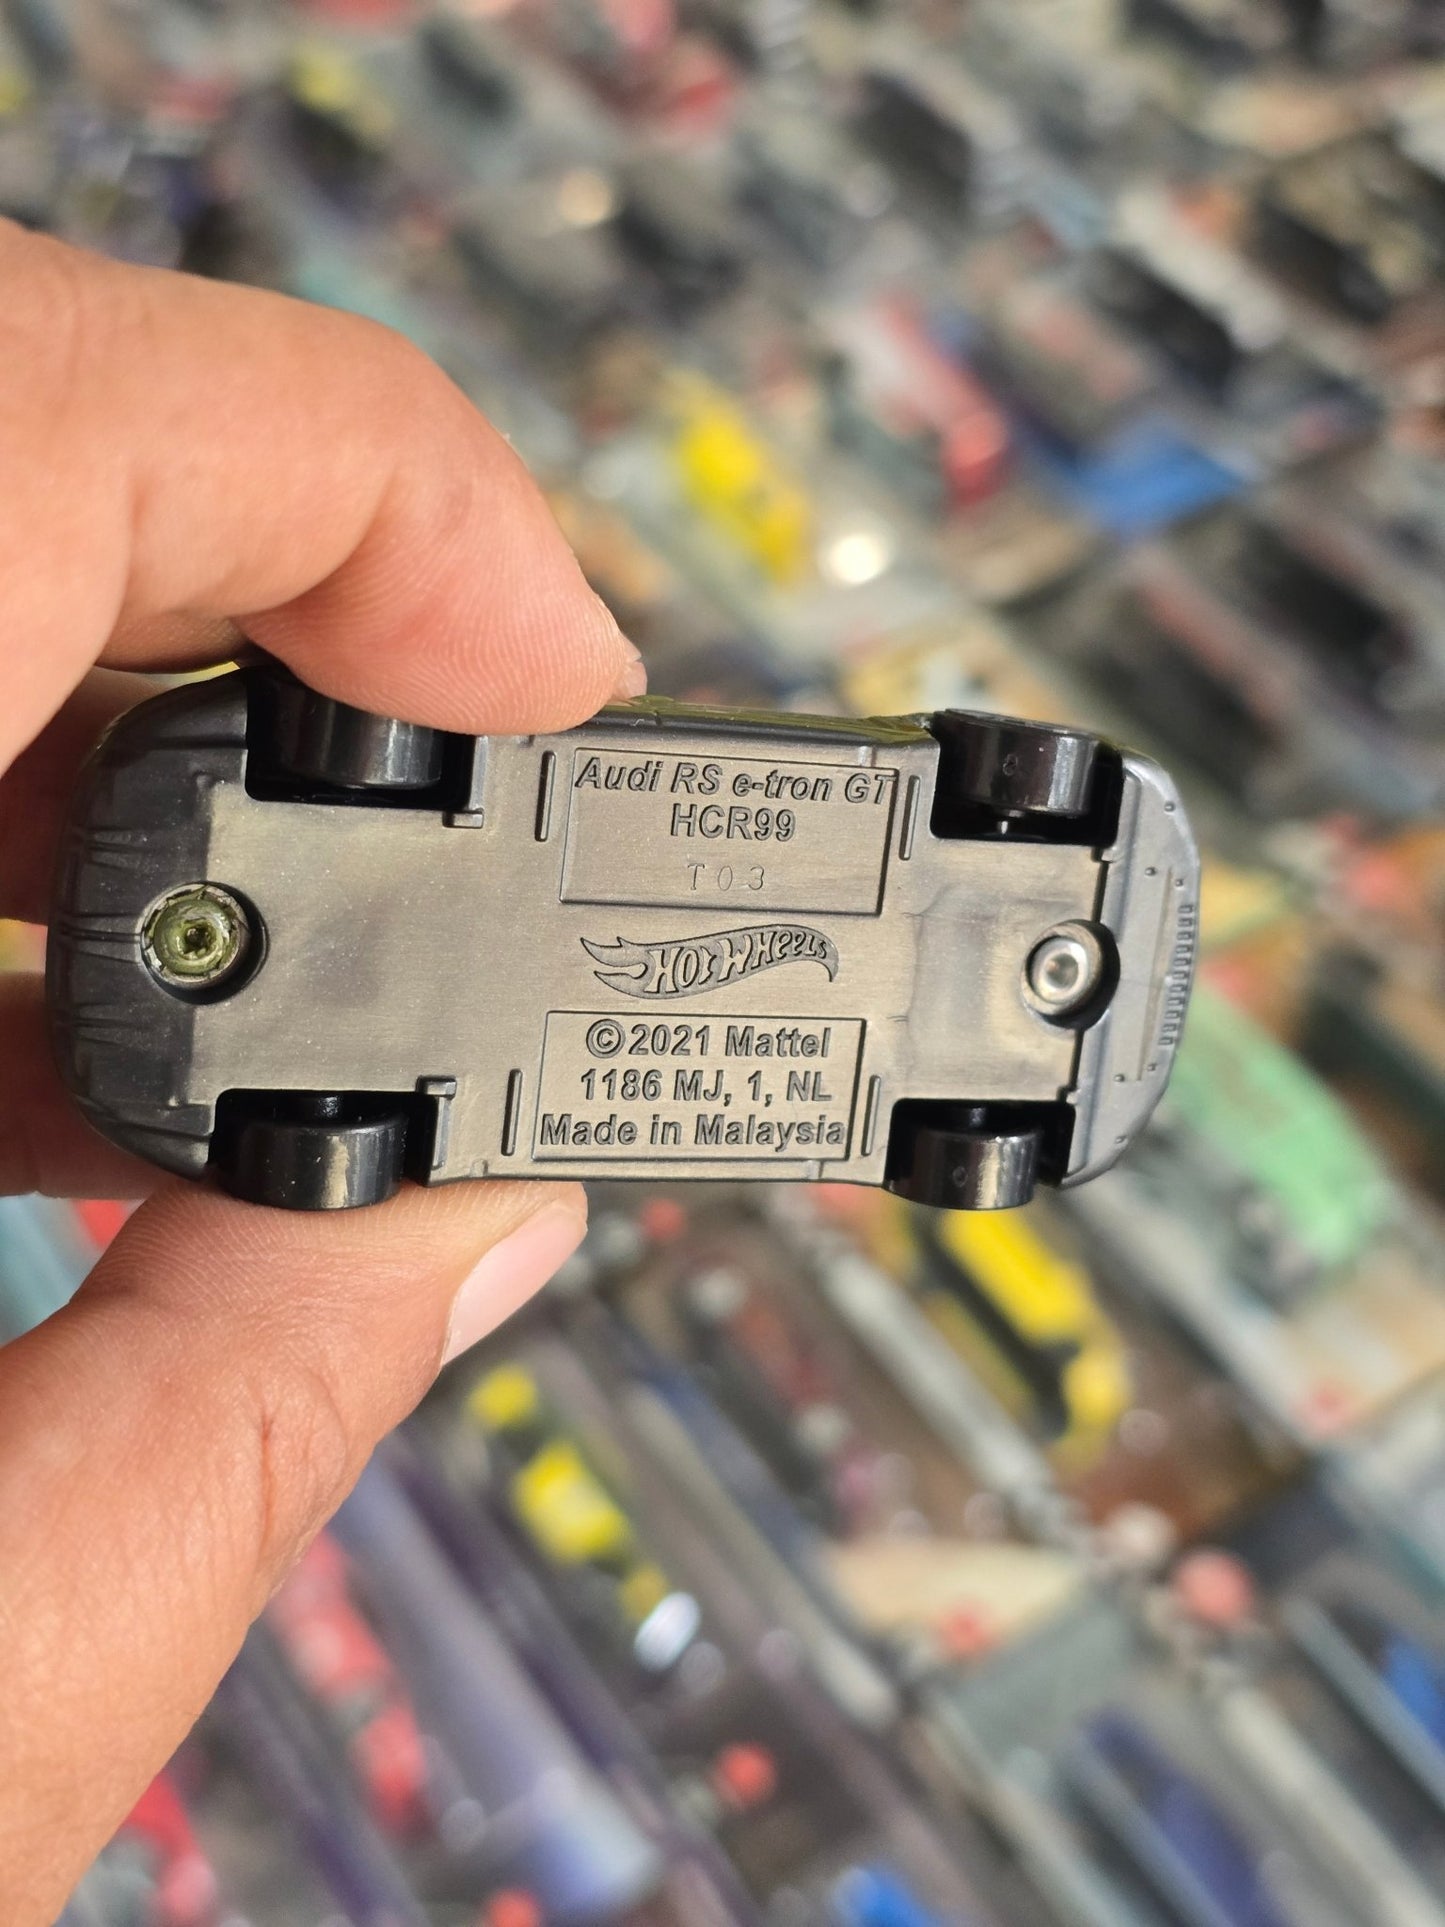 Audi RS e-tron GT
HCR99
T03
HOT WHEELS
©2021 Mattel
1186 MJ, 1, NL
Made in Malaysia